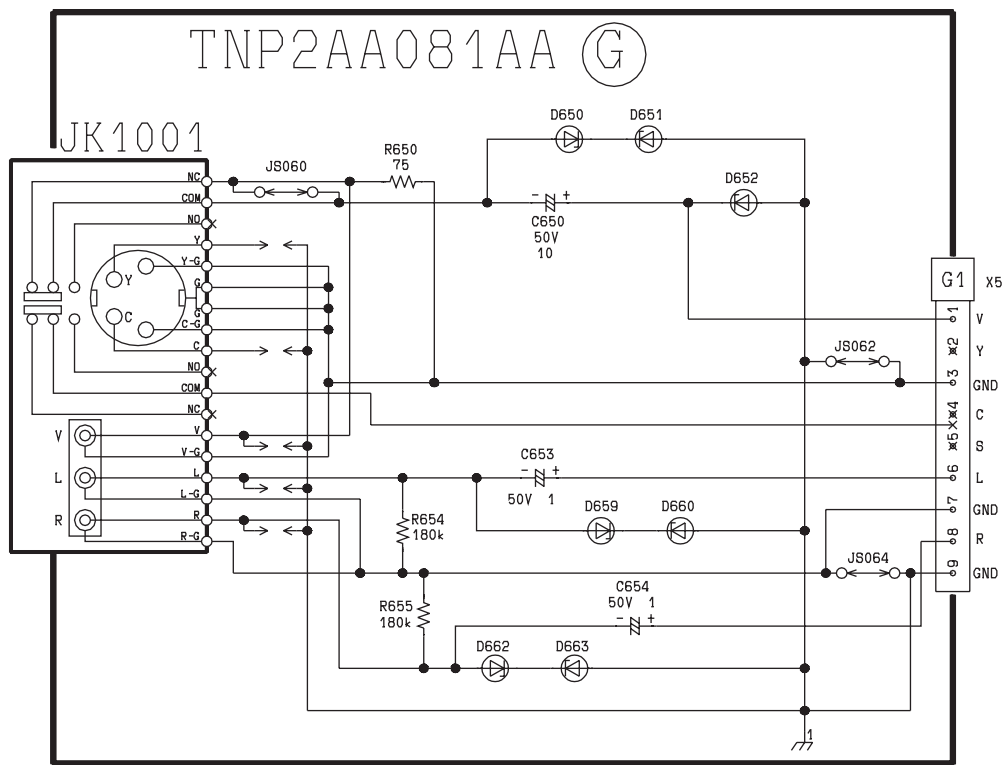 TNP2AA081AA G
JK1001
D650
D651
R650
75
JS060
NC
COM
D652
C650
50V
10
NO
Y
Y-G
G
G
C-G
C
NO
COM
NC
Y
C
G1
X5
1
V
2
Y
JS062
3
GND
4
C
5
S
V
V
V-G
C653
50V 1
6
L
L
L
L-G
7
GND
R654
180k
D659
D660
R
R
R-G
8
R
JS064
9
GND
C654
50V 1
R655
180k
D662
D663
1